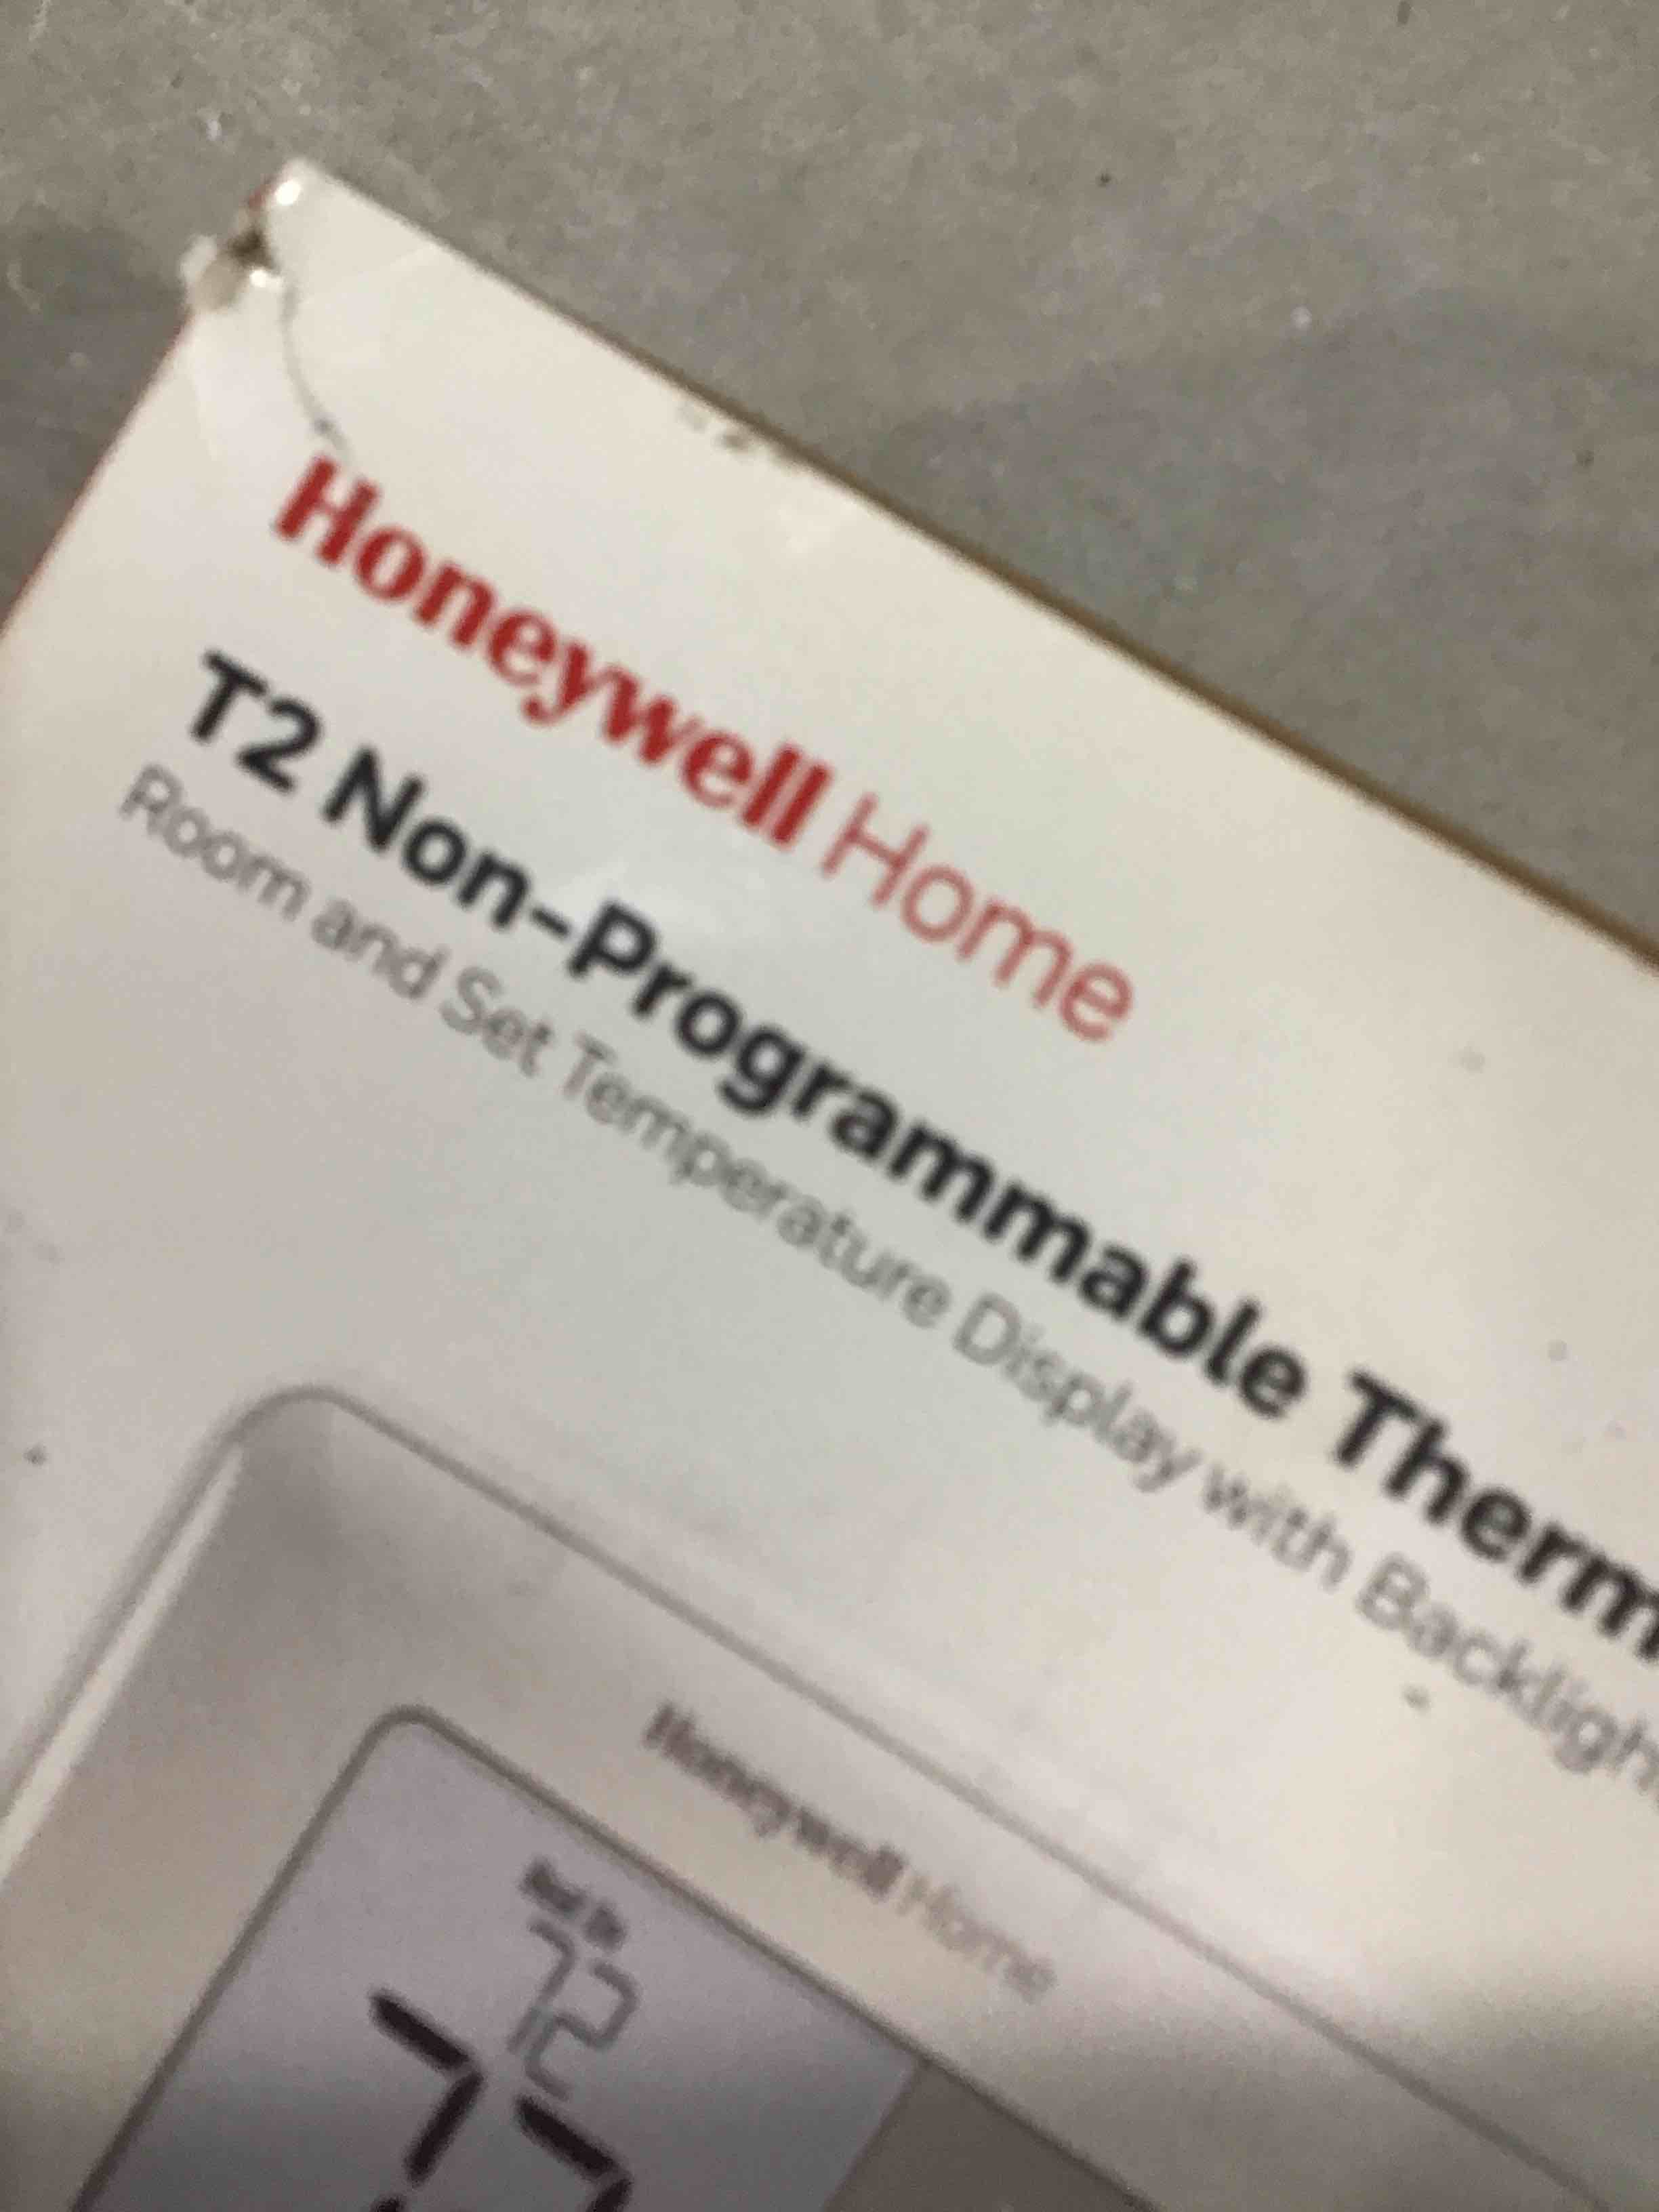 Honeywell Home
T2 Non-Programmable Therm
Room and Set Temperature Display with Backligh
Honeywell Home
72